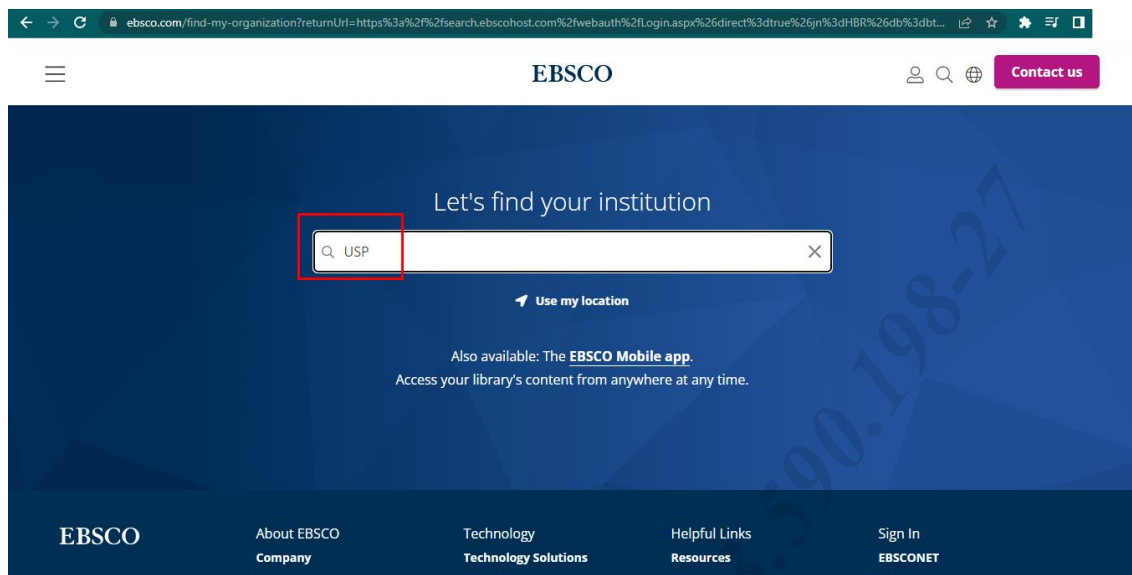 ebsco.com/find-my-organization?returnUrl=https%3a%2f%2fsearch.ebscohost.com%2fwebauth%2fLogin.aspx%26direct%3dtrue%26jn%3dHBR%26db%3dbt...
EBSCO
Contact us
Let's find your institution
USP
Use my location
Also available: The EBSCO Mobile app.
Access your library's content from anywhere at any time.
EBSCO
About EBSCO
Technology
Helpful Links
Sign In
Company
Technology Solutions
Resources
EBSCONET
590.198-27